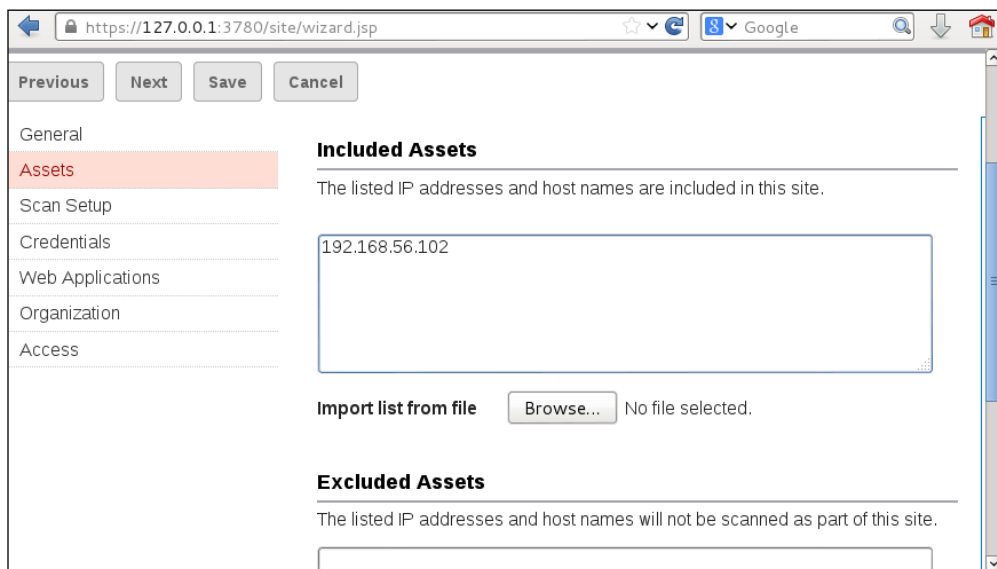 https://127.0.0.1:3780/site/wizard.jsp
8 Google
Previous Next Save Cancel
General
Assets
Scan Setup
Credentials
Web Applications
Organization
Access
Included Assets
The listed IP addresses and host names are included in this site.
192.168.56.102
Import list from file Browse... No file selected.
Excluded Assets
The listed IP addresses and host names will not be scanned as part of this site.